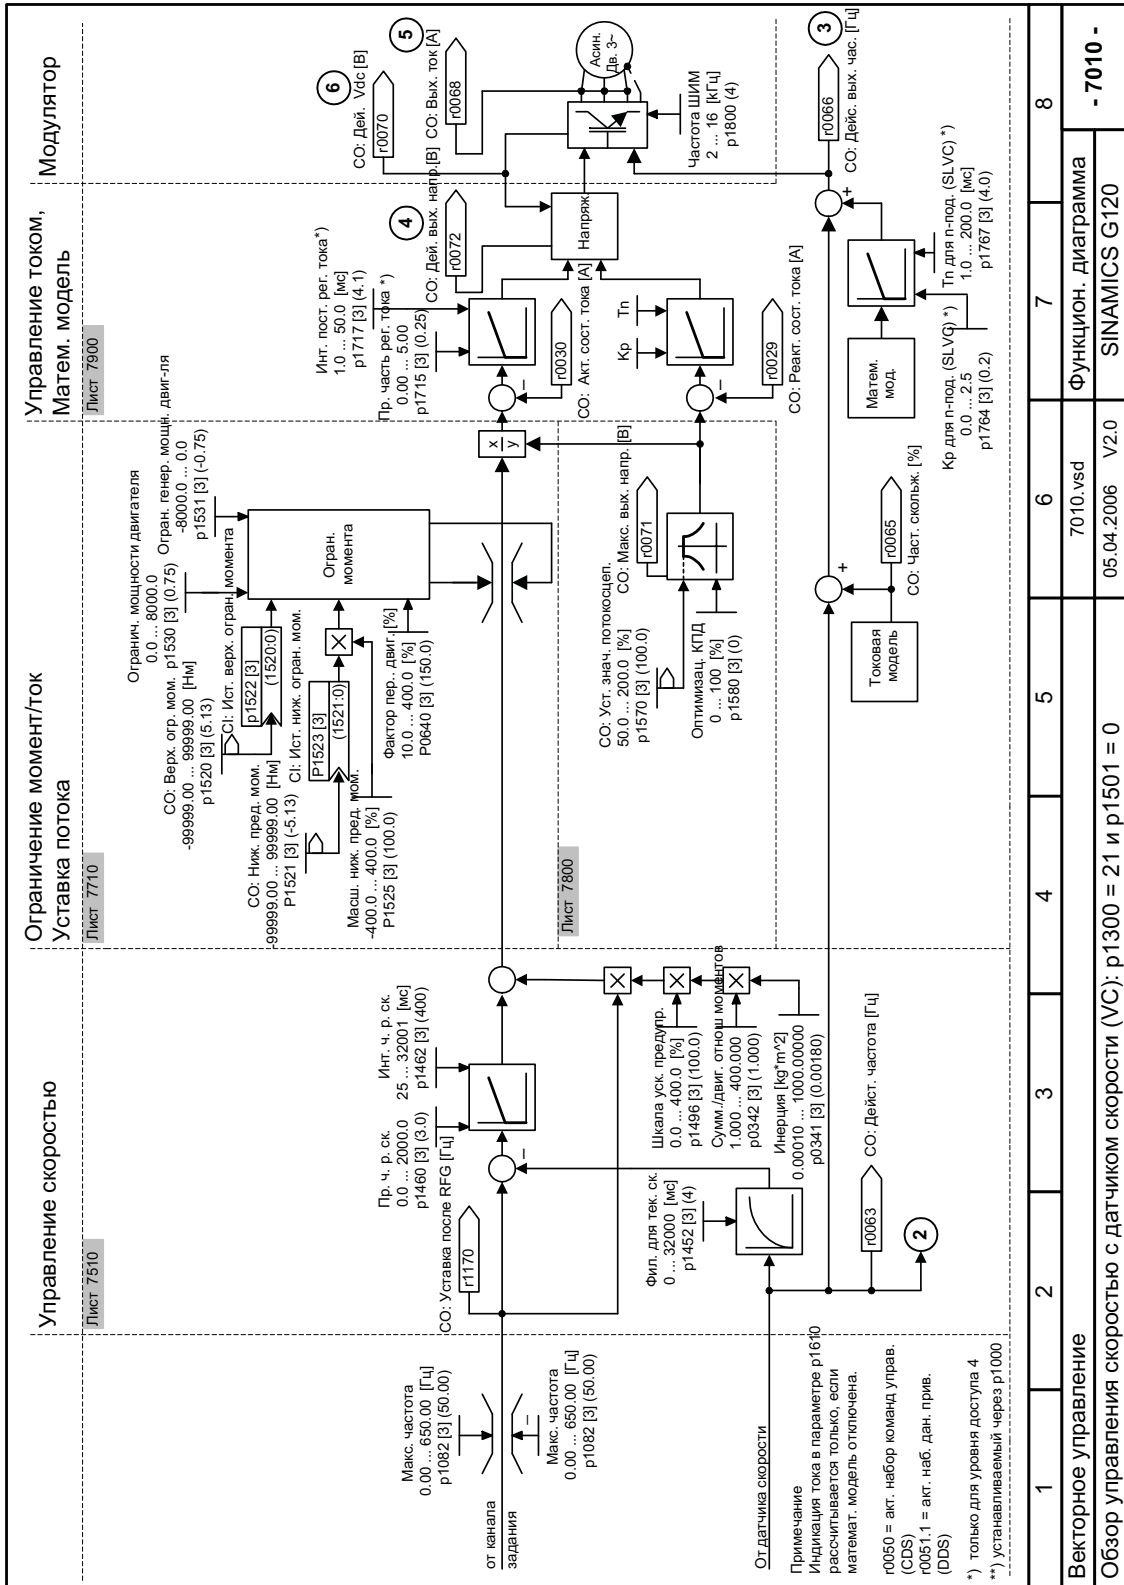 Управление скоростью
Лист 7510
Ограничение момент/ток
Уставка потока
Лист 7710
Управление током,
Матем. модель
Лист 7900
Модулятор
от канала
задания
Макс. частота
0.00 ... 650.00 [Гц]
p1082 [3] (50.00)
Макс. частота
0.00 ... 650.00 [Гц]
p1082 [3] (50.00)
–
CO: Уставка после RFG [Гц]
r1170
Пр. ч. р. ск.
0.0 ... 2000.0
p1460 [3] (3.0)
Инт. ч. р. ск.
25 ... 32001 [мс]
p1462 [3] (400)
–
Фил. для тек. ск.
0 ... 32000 [мс]
p1452 [3] (4)
Шкала уск. предупр.
0.0 ... 400.0 [%]
p1496 [3] (100.0)
Сумм./двиг. отнош моментов
1.000 ... 400.000
p0342 [3] (1.000)
Инерция [kg*m^2]
0.00010 ... 1000.00000
p0341 [3] (0.00180)
CO: Дейст. частота [Гц]
r0063
2
От датчика скорости
Примечание
Индикация тока в параметре p1610
рассчитывается только, если
математ. модель отключена.
r0050 = акт. набор команд управ.
(CDS)
r0051.1 = акт. наб. дан. прив.
(DDS)
*) только для уровня доступа 4
**) устанавливаемый через p1000
CO: Ниж. пред. мом.
-99999.00 ... 99999.00 [Нм]
P1521 [3] (-5.13)
CO: Верх. огр. мом.
-99999.00 ... 99999.00 [Нм]
p1520 [3] (5.13)
CI: Ист. верх. огран. момента
p1522 [3]
(1520:0)
CI: Ист. ниж. огран. мом.
P1523 [3]
(1521:0)
Масш. ниж. пред. мом.
-400.0 ... 400.0 [%]
P1525 [3] (100.0)
Фактор пер.. двиг. [%]
10.0 ... 400.0 [%]
P0640 [3] (150.0)
Огранич. мощности двигателя
0.0 ... 8000.0
p1530 [3] (0.75)
Огран. генер. мощн. двиг-ля
-8000.0 ... 0.0
p1531 [3] (-0.75)
Огран.
момента
Лист 7800
CO: Уст. знач. потокосцеп.
50.0 ... 200.0 [%]
p1570 [3] (100.0)
Оптимизац. КПД
0 ... 100 [%]
p1580 [3] (0)
CO: Макс. вых. напр. [В]
r0071
x
y
Токовая
модель
CO: Част. скольж. [%]
r0065
+
Инт. пост. рег. тока*)
1.0 ... 50.0 [мс]
p1717 [3] (4.1)
Пр. часть рег. тока *)
0.00 ... 5.00
p1715 [3] (0.25)
–
r0030
CO: Акт. сост. тока [А]
Kp
Tn
–
r0029
CO: Реакт. сост. тока [А]
Матем.
мод.
Kp для n-под. (SLVC) *)
0.0 ... 2.5
p1764 [3] (0.2)
Tn для n-под. (SLVC) *)
1.0 ... 200.0 [мс]
p1767 [3] (4.0)
+
Напряж.
4
CO: Дей. вых. напр.[В]
r0072
6
CO: Дей. Vdc [В]
r0070
5
CO: Вых. ток [А]
r0068
Асин.
Дв. 3~
Частота ШИМ
2 ... 16 [кГц]
p1800 (4)
3
CO: Дейс. вых. час. [Гц]
r0066
1 2 3 4 5 6 7 8
Векторное управление
7010.vsd
Функцион. диаграмма
- 7010 -
Обзор управления скоростью с датчиком скорости (VC): p1300 = 21 и p1501 = 0
05.04.2006 V2.0
SINAMICS G120